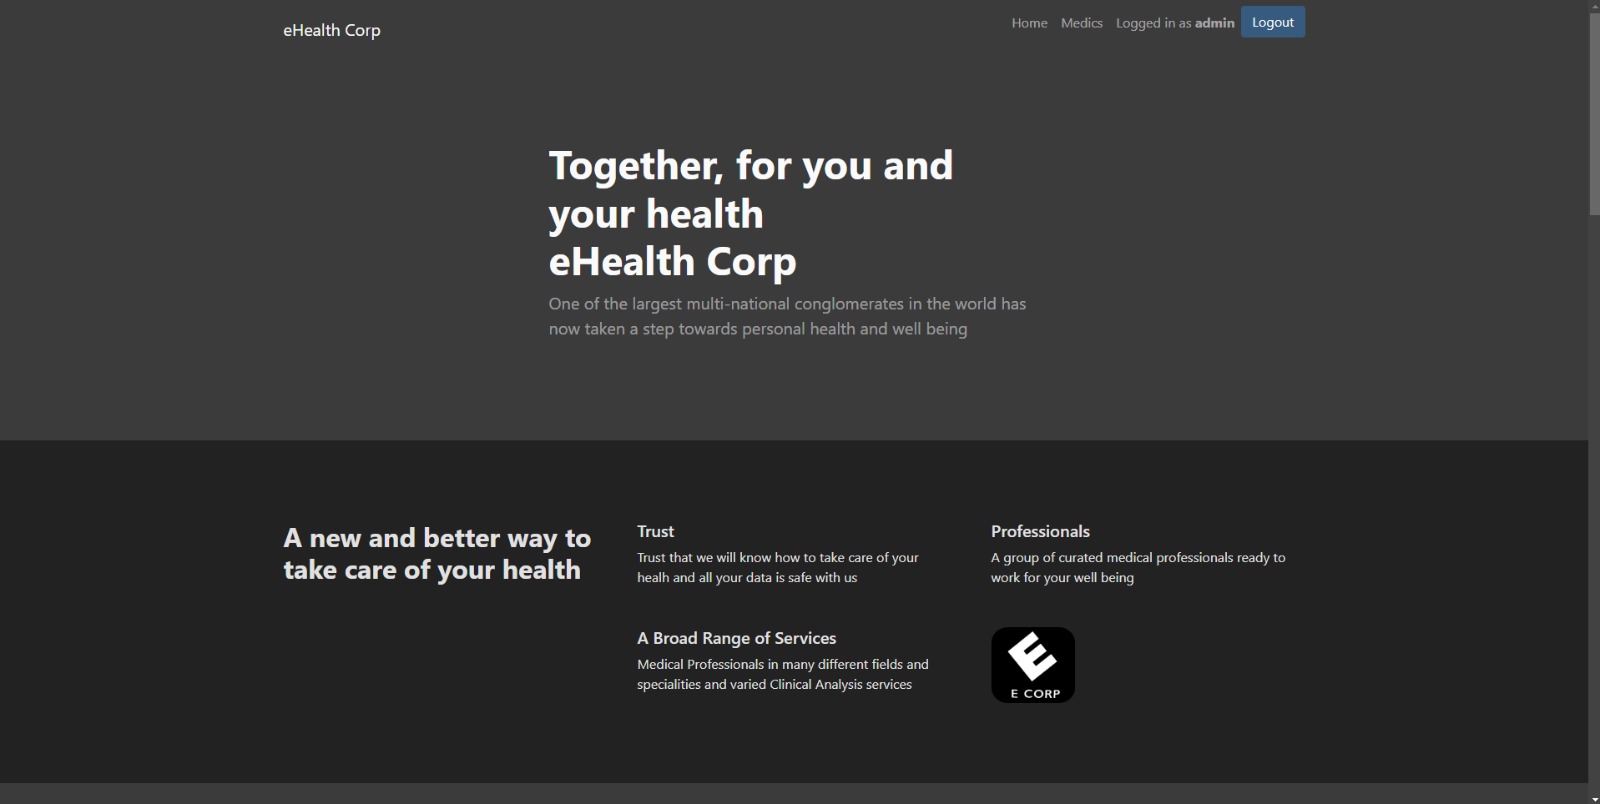 eHealth Corp
Home Medics Logged in as admin Logout
Together, for you and
your health
eHealth Corp
One of the largest multi-national conglomerates in the world has
now taken a step towards personal health and well being
A new and better way to
take care of your health
Trust
Trust that we will know how to take care of your
healh and all your data is safe with us
Professionals
A group of curated medical professionals ready to
work for your well being
A Broad Range of Services
Medical Professionals in many different fields and
specialities and varied Clinical Analysis services
E CORP